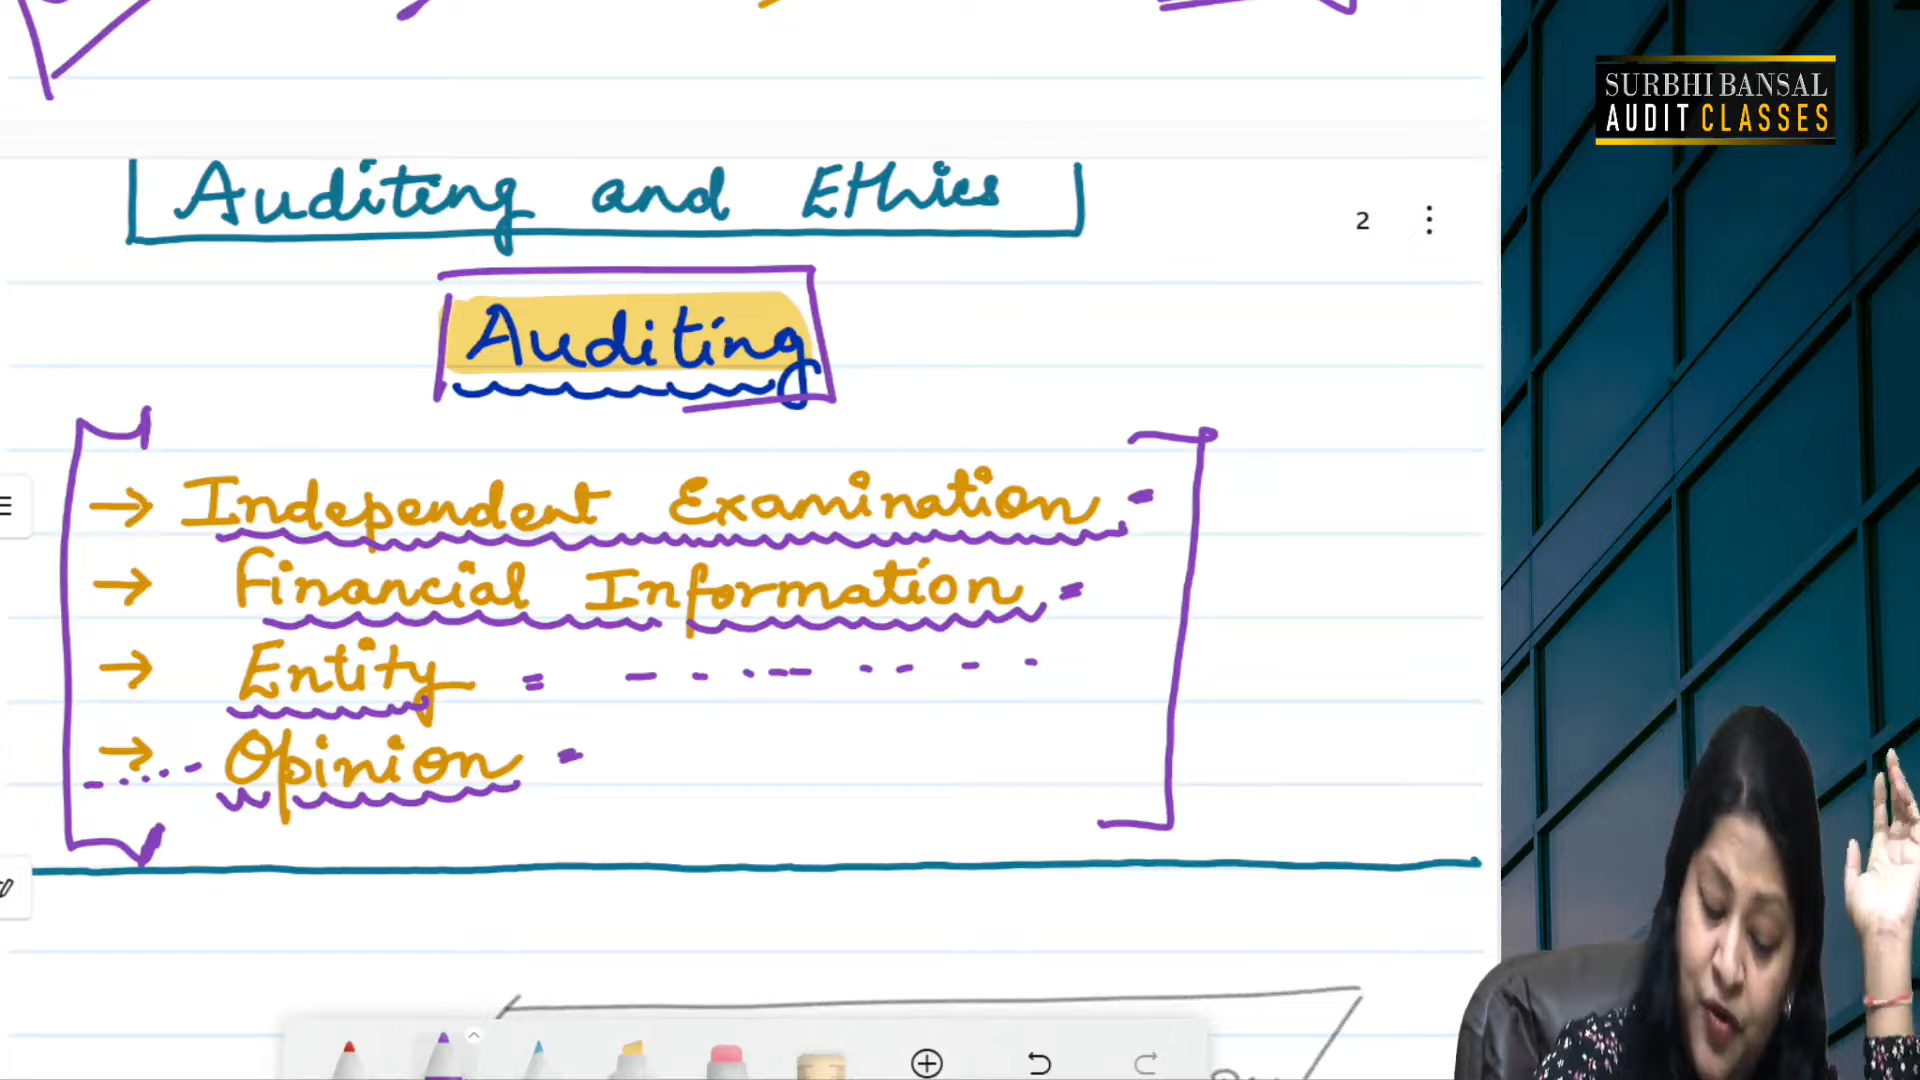 SURBHI BANSAL
AUDIT CLASSES
Auditing and Ethics
2
Auditing
→ Independent Examination
→ Financial Information
→ Entity
→ Opinion